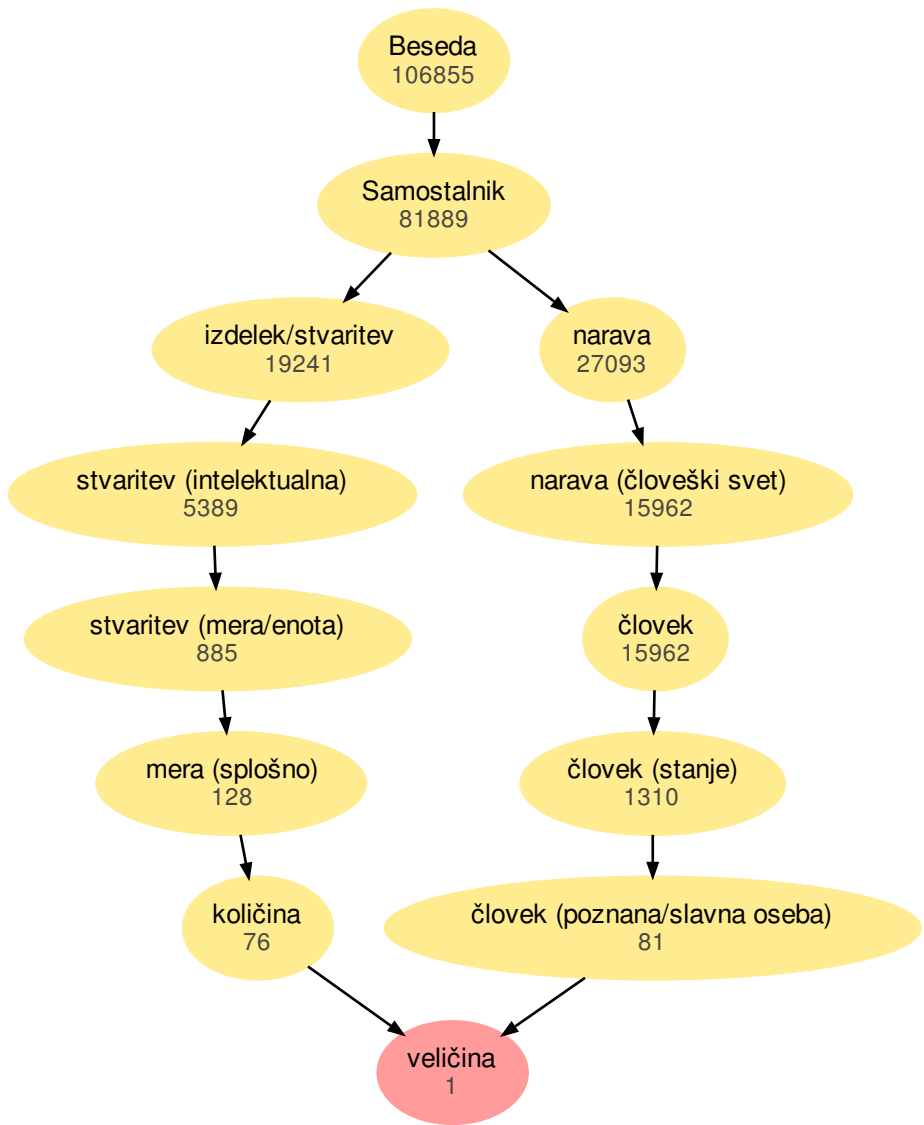 Beseda
106855
Samostalnik
81889
izdelek/stvaritev
19241
narava
27093
stvaritev (intelektualna)
5389
narava (človeški svet)
15962
stvaritev (mera/enota)
885
človek
15962
mera (splošno)
128
človek (stanje)
1310
količina
76
človek (poznana/slavna oseba)
81
veličina
1